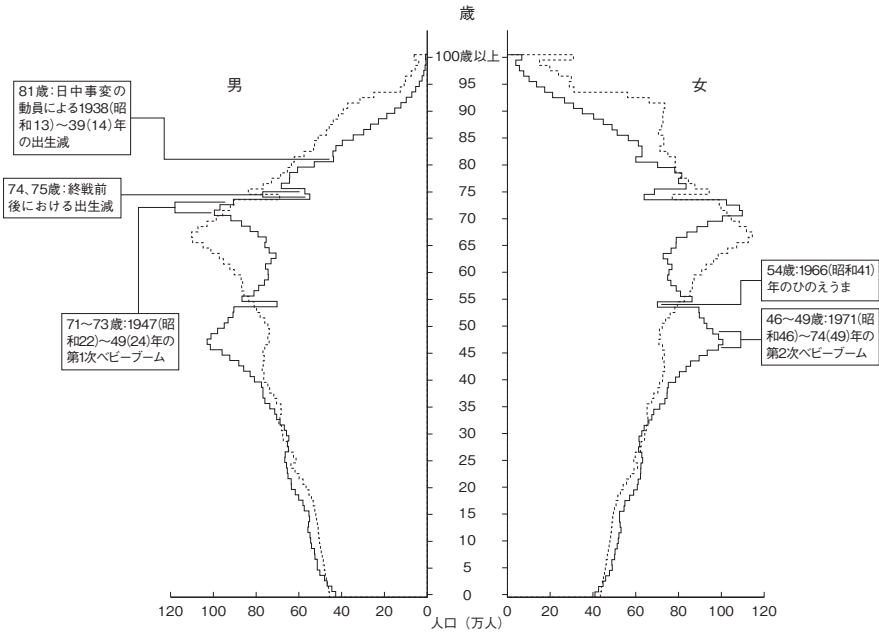 歳
男
女
81歳：日中事変の
動員による1938(昭
和13)～39(14)年
の出生減
74、75歳：終戦前
後における出生減
71～73歳：1947(昭
和22)～49(24)年の
第1次ベビーブーム
54歳：1966(昭和41)
年のひのえうま
46～49歳：1971(昭
和46)～74(49)年の
第2次ベビーブーム
100歳以上
95
90
85
80
75
70
65
60
55
50
45
40
35
30
25
20
15
10
5
0
120 100 80 60 40 20 0
0 20 40 60 80 100 120
人口（万人）